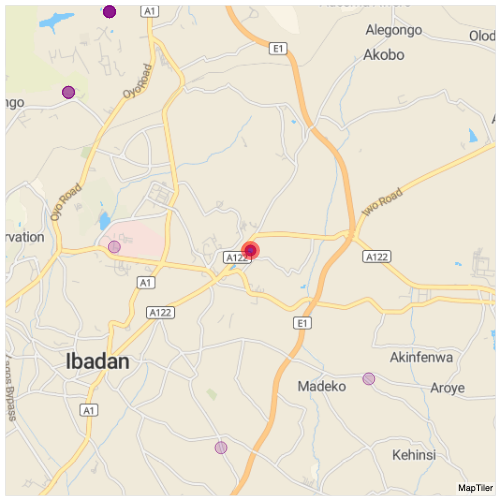 A1
Alegongo
E1
Akobo
Olod
Oyo Road
ngo
A
Oyo Road
Iwo Road
rvation
A122
A122
A1
A122
E1
Ibadan
Akinfenwa
Madeko
Aroye
Lagos Bypass
A1
Kehinsi
MapTiler